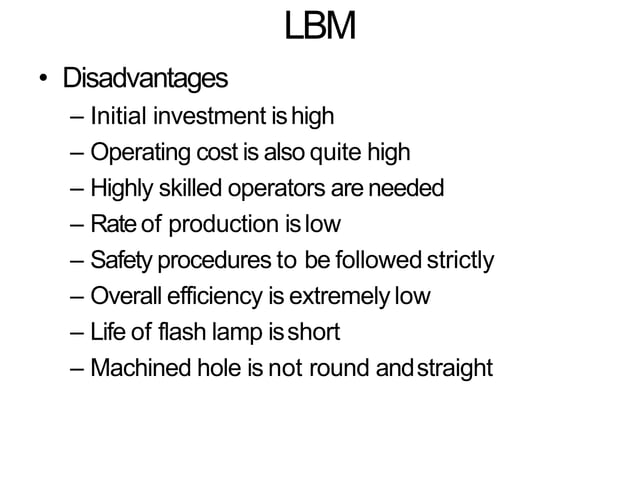 LBM
• Disadvantages
– Initial investment is high
– Operating cost is also quite high
– Highly skilled operators are needed
– Rate of production is low
– Safety procedures to be followed strictly
– Overall efficiency is extremely low
– Life of flash lamp is short
– Machined hole is not round and straight